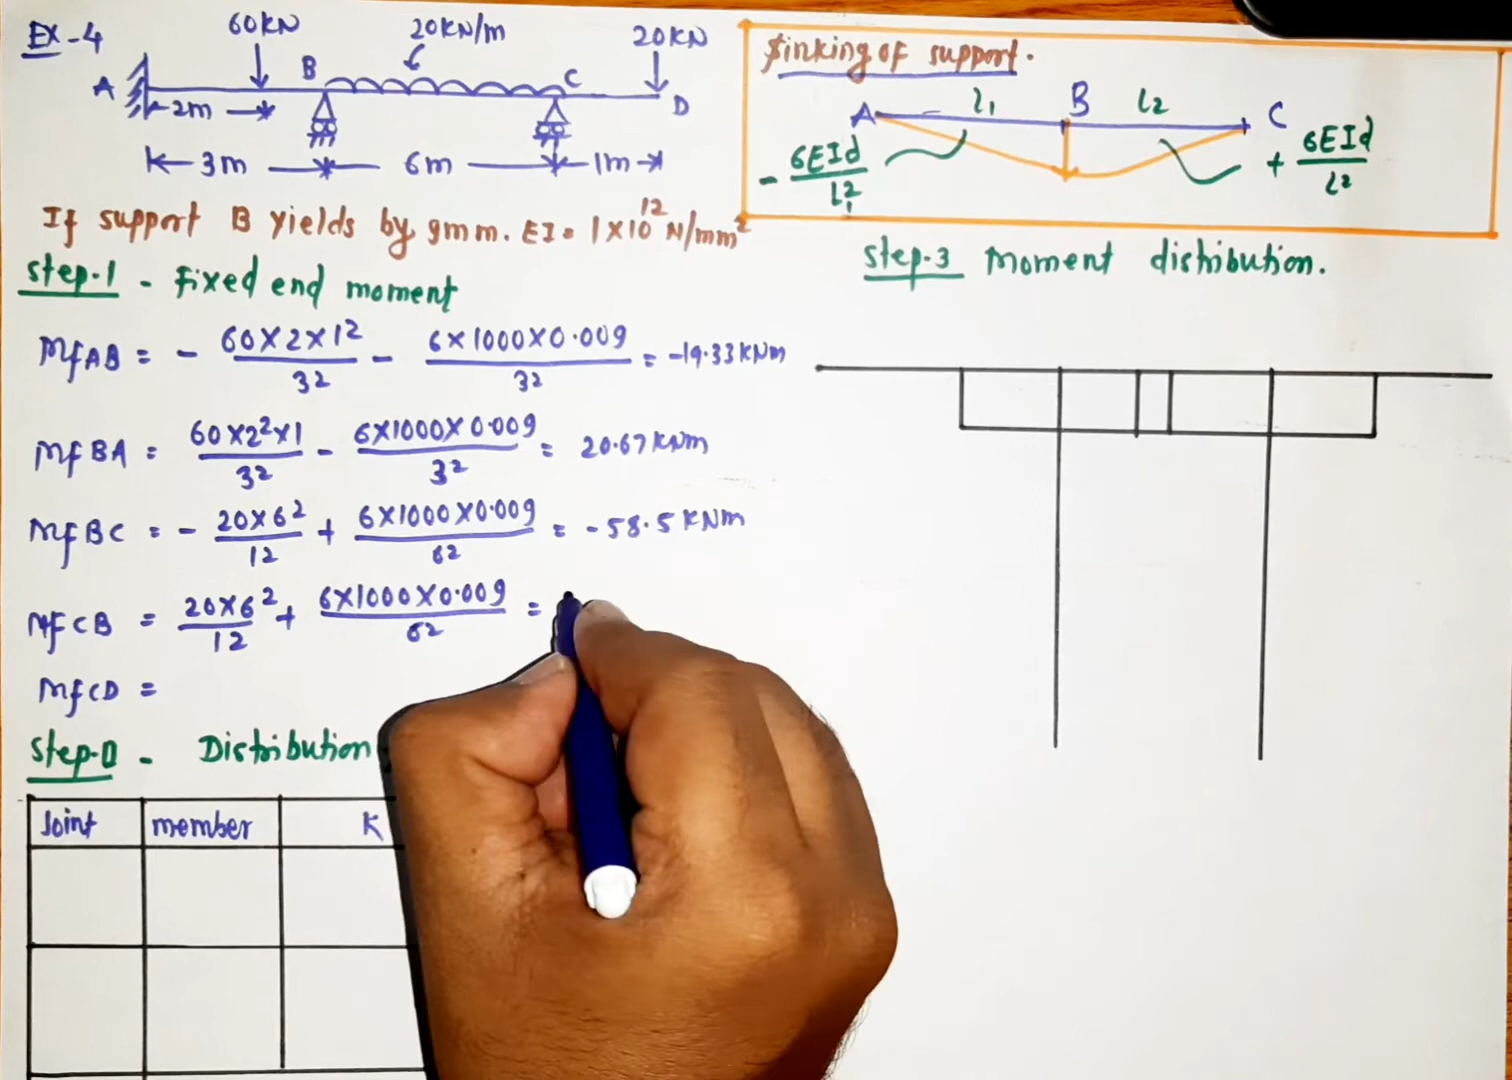 EX-4
60KN
20KN/m
20KN
A
B
C
D
2m
3m
6m
1m
If support B yields by 9mm. EI = 1×10¹² N/mm²
Step-1 - Fixed end moment
MfAB = - 60×2×1²/3² - 6×1000×0.009/3² = -19.33 KNm
MfBA = 60×2²×1/3² - 6×1000×0.009/3² = 20.67 KNm
MfBC = - 20×6²/12 + 6×1000×0.009/6² = -58.5 KNm
MfCB = 20×6²/12 + 6×1000×0.009/6² =
MfCD =
Step-D - Distribution
Joint member K
Sinking of support.
A l₁ B l₂ C
- 6EId/l₁² + 6EId/l²
Step-3 Moment distribution.